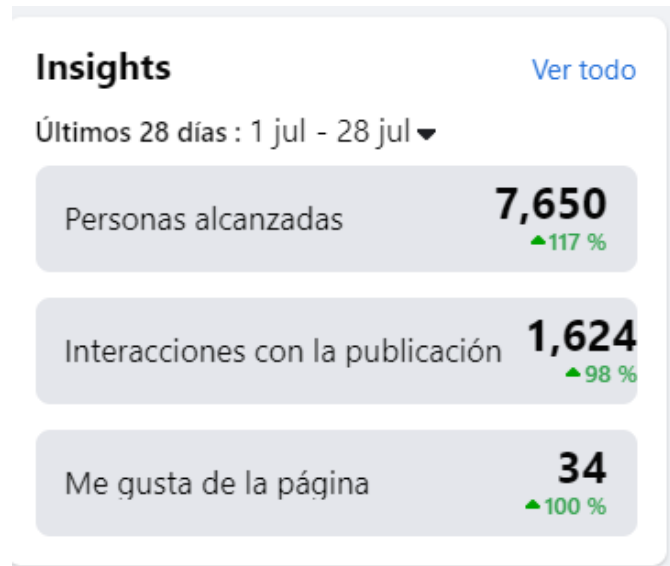 Insights
Ver todo
Últimos 28 días : 1 jul - 28 jul
Personas alcanzadas
7,650
117 %
Interacciones con la publicación
1,624
98 %
Me gusta de la página
34
100 %